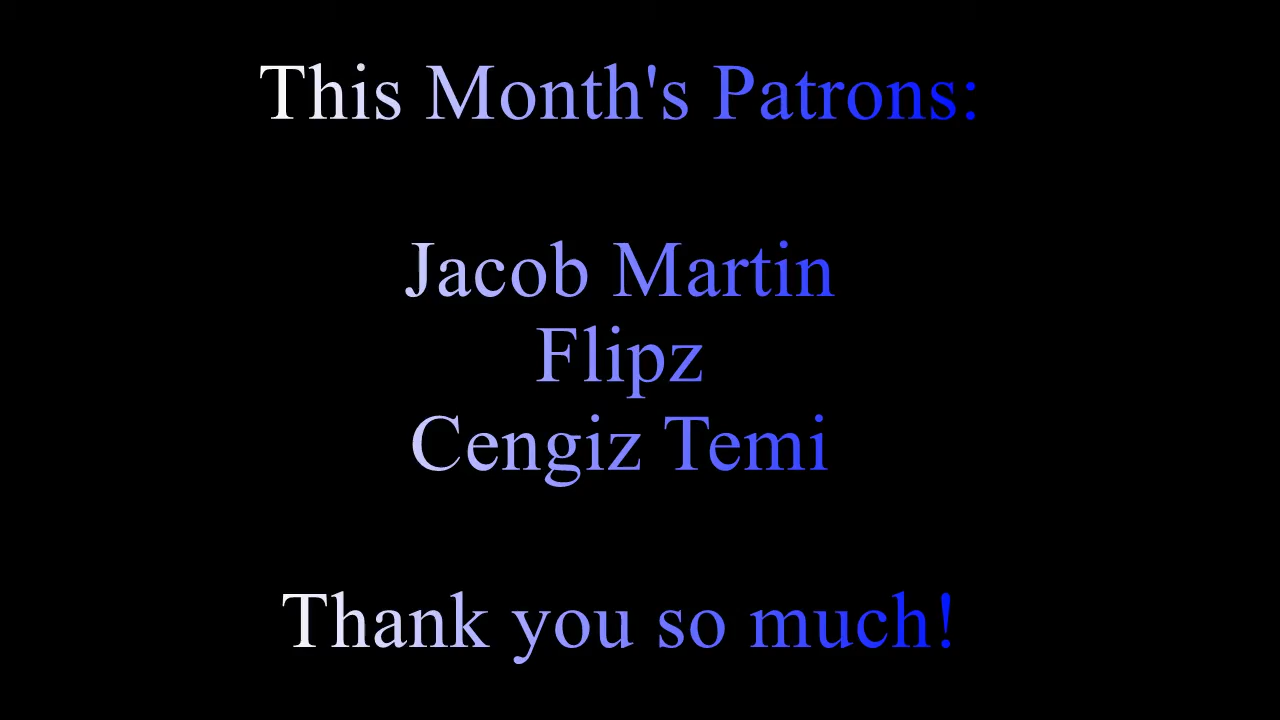 This Month's Patrons:
Jacob Martin
Flipz
Cengiz Temi
Thank you so much!